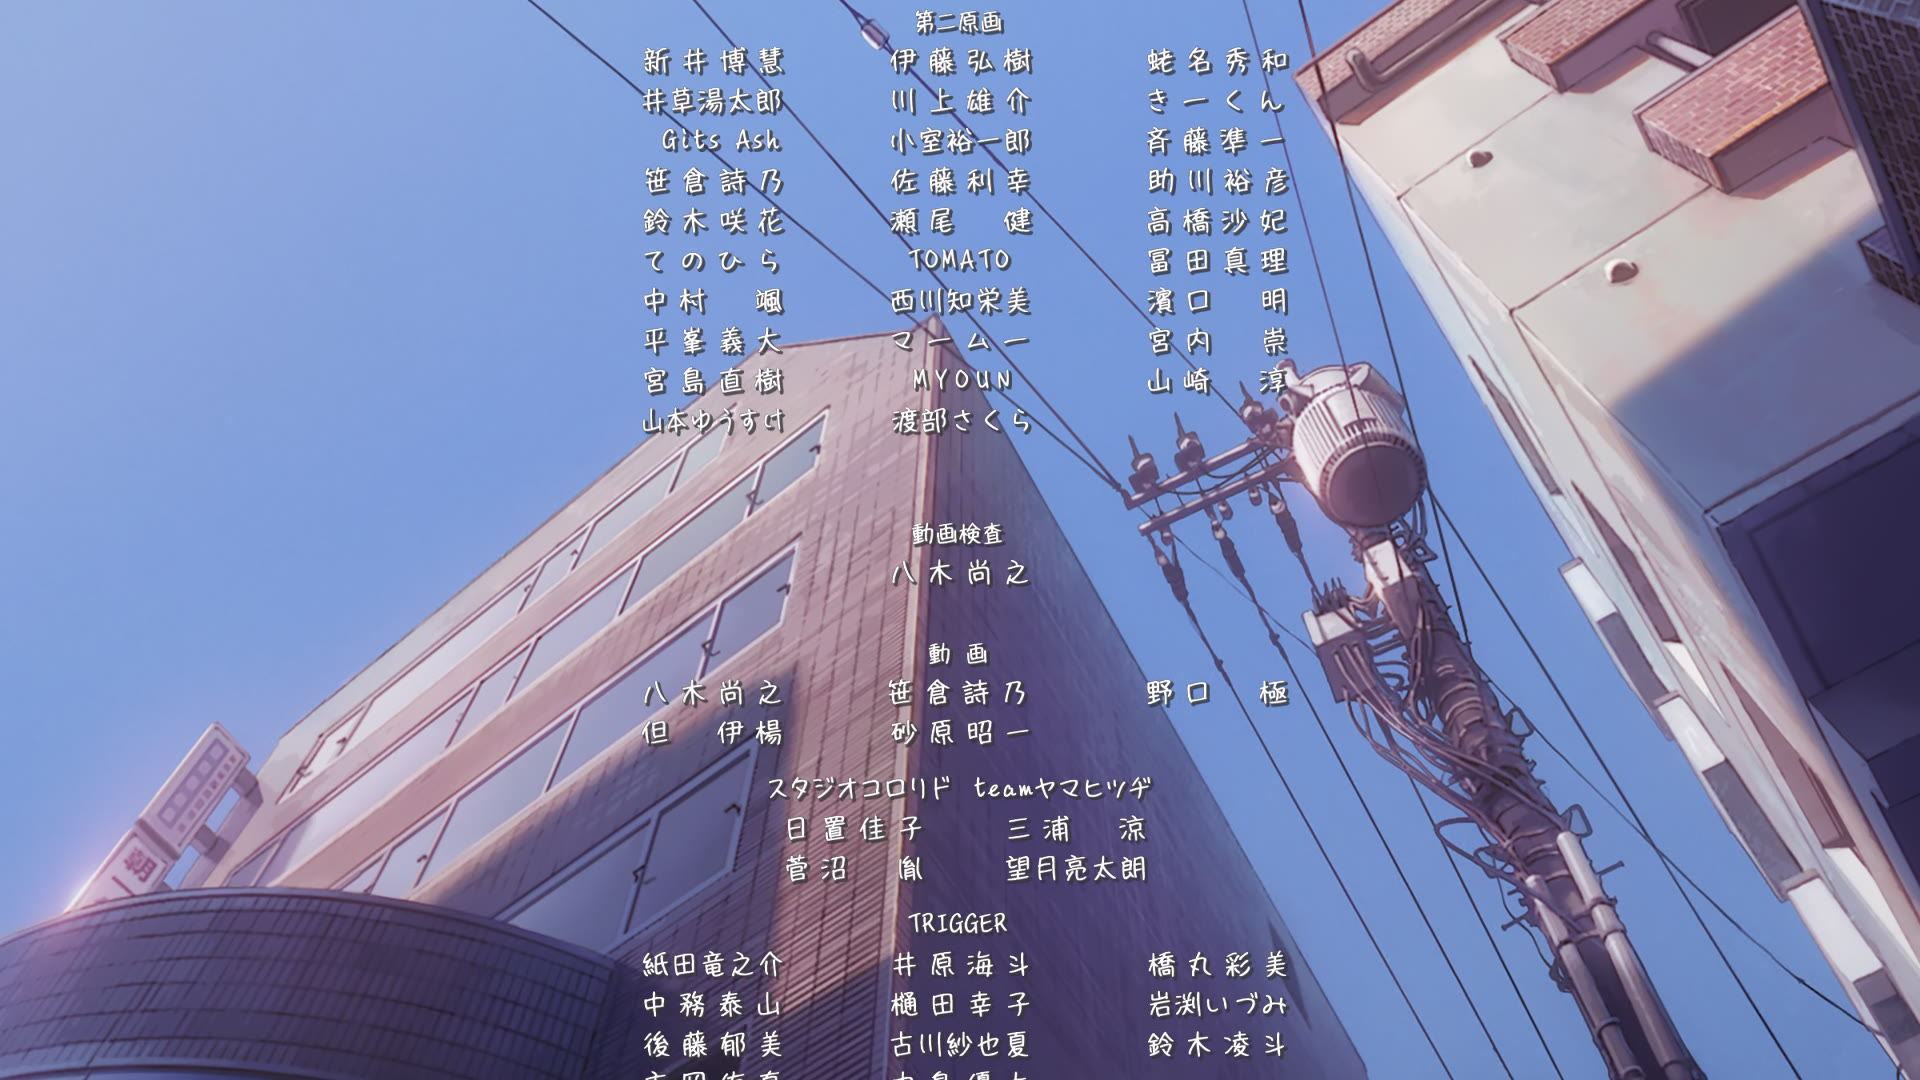 第二原画
新井博慧 伊藤弘樹 蛯名秀和
井草湯太郎 川上雄介 きーくん
Gits Ash 小室裕一郎 斉藤準一
笹倉詩乃 佐藤利幸 助川裕彦
鈴木咲花 瀬尾 健 高橋沙妃
てのひら TOMATO 冨田真理
中村 颯 西川知栄美 濱口 明
平峯義大 マームー 宮内 崇
宮島直樹 MYOUN 山崎 淳
山本ゆうすけ 渡部さくら
動画検査
八木尚之
動画
八木尚之 笹倉詩乃 野口 極
但 伊楊 砂原昭一
スタジオコロリド teamヤマヒツヂ
日置佳子 三浦 涼
菅沼 胤 望月亮太朗
TRIGGER
紙田竜之介 井原海斗 橋丸彩美
中務泰山 樋田幸子 岩渕いづみ
後藤郁美 古川紗也夏 鈴木凌斗